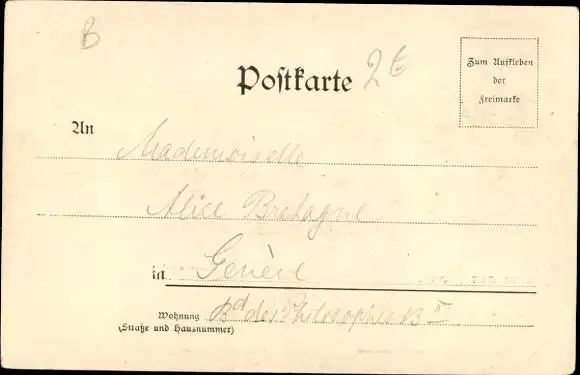 B
Postkarte
2 €
Zum Aufkleben
der
Freimarke
An
Mademoiselle
Alice Bretagne
in Genève
Wohnung Bd des Philosophes
(Straße und Hausnummer)